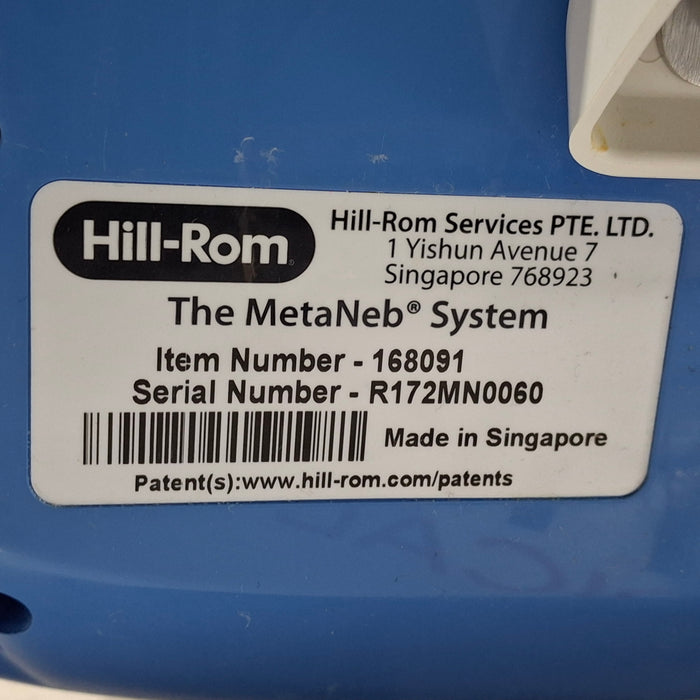 Hill-Rom
Hill-Rom Services PTE. LTD.
1 Yishun Avenue 7
Singapore 768923
The MetaNeb® System
Item Number - 168091
Serial Number - R172MN0060
Made in Singapore
Patent(s):www.hill-rom.com/patents